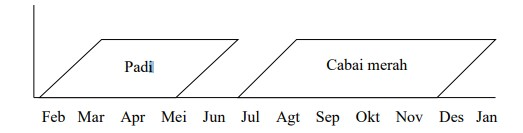 Padi Cabai merah
Feb Mar Apr Mei Jun Jul Agt Sep Okt Nov Des Jan